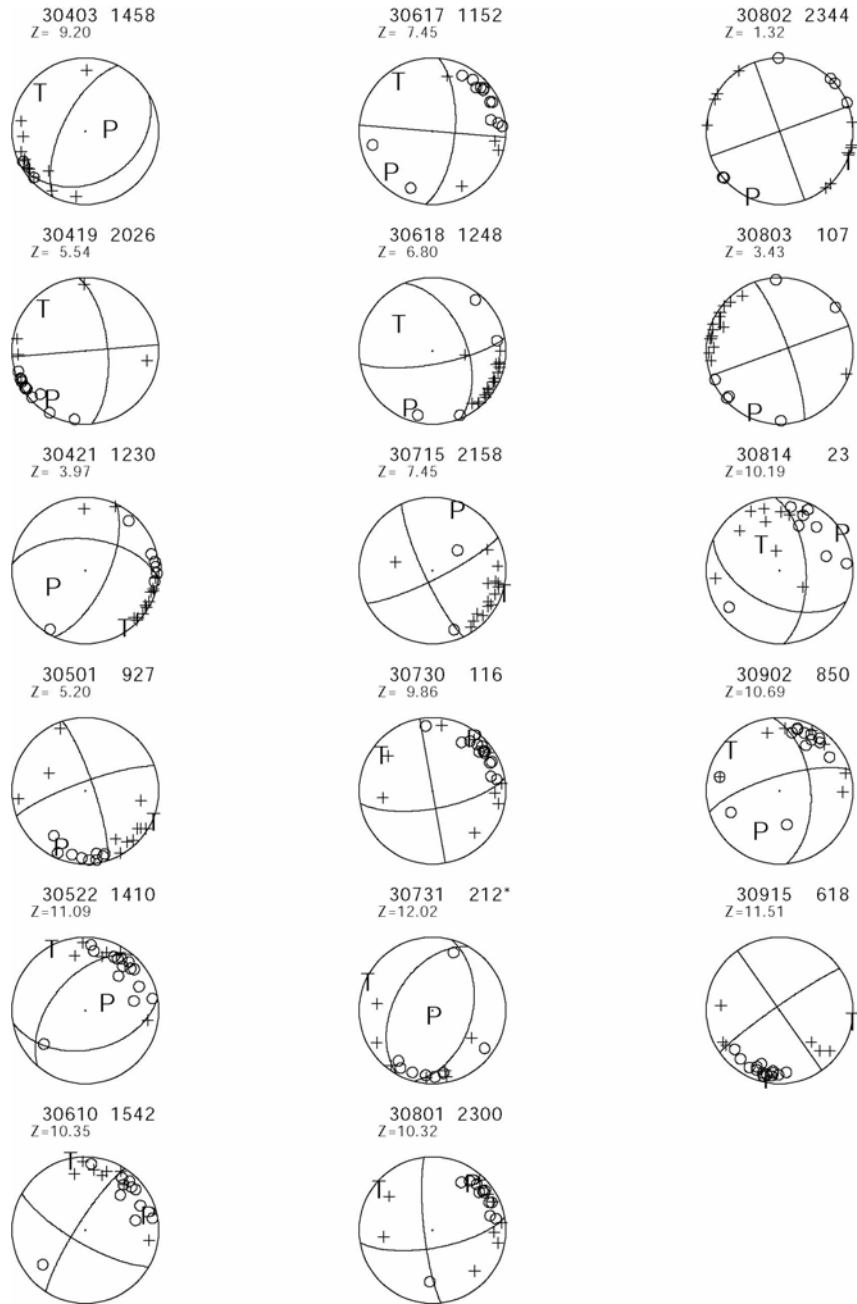 30403 1458
Z= 9.20
T
P
30419 2026
Z= 5.54
T
P
30421 1230
Z= 3.97
P
T
30501 927
Z= 5.20
P
T
30522 1410
Z=11.09
T
P
30610 1542
Z=10.35
T
P
30617 1152
Z= 7.45
T
P
30618 1248
Z= 6.80
T
P
30715 2158
Z= 7.45
P
T
30730 116
Z= 9.86
P
T
30731 212*
Z=12.02
T
P
30801 2300
Z=10.32
T
P
30802 2344
Z= 1.32
T
P
30803 107
Z= 3.43
T
P
30814 23
Z=10.19
P
T
30902 850
Z=10.69
T
P
30915 618
Z=11.51
T
P